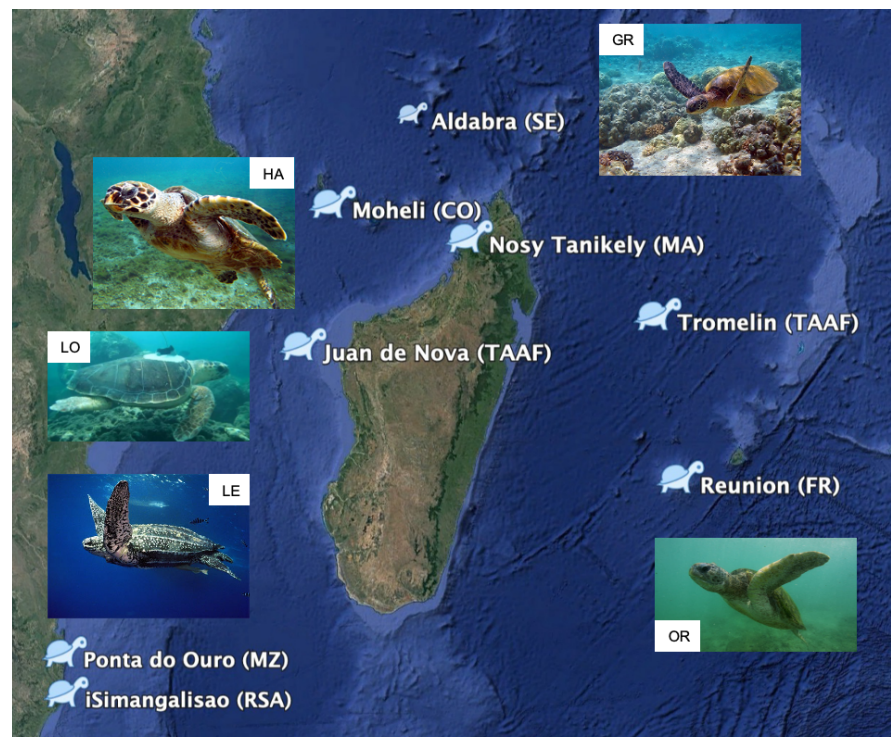 GR
Aldabra (SE)
HA
Moheli (CO)
Nosy Tanikely (MA)
Tromelin (TAAF)
LO
Juan de Nova (TAAF)
LE
Reunion (FR)
OR
Ponta do Ouro (MZ)
iSimangalisao (RSA)